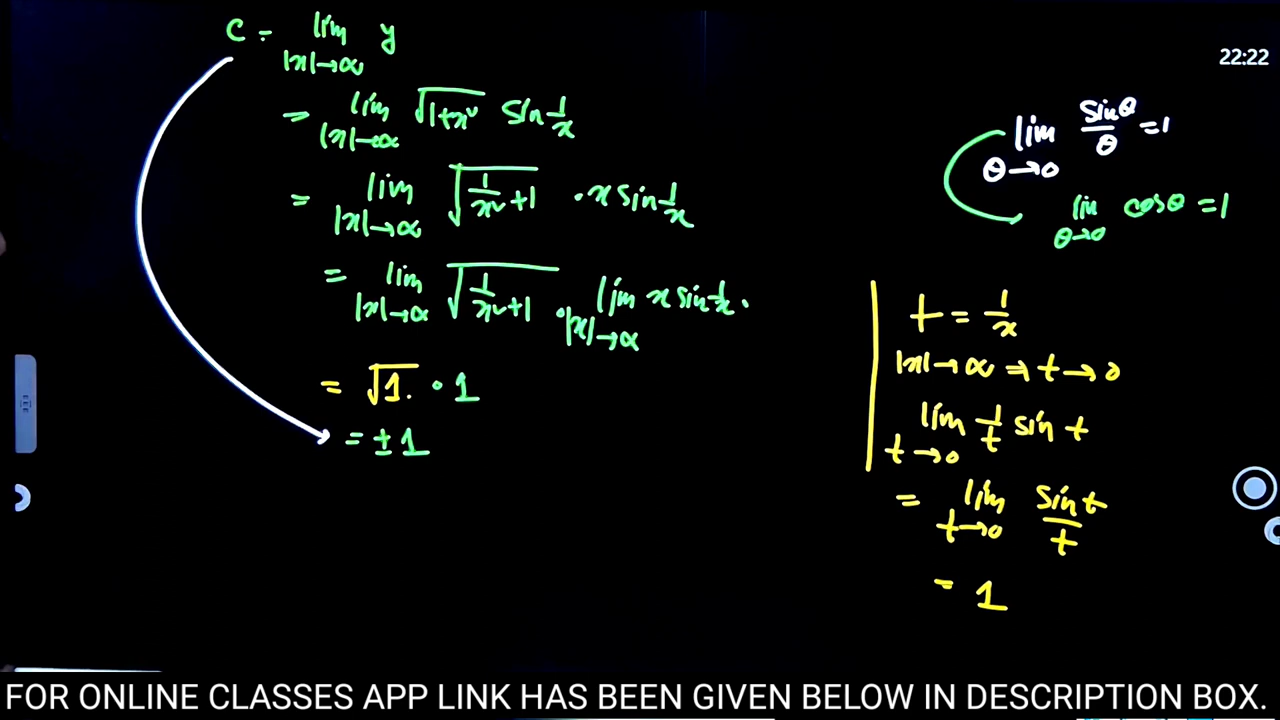 c = lim y
|x|→∞
= lim √1+x² sin 1/x
|x|→∞
= lim √1/x² + 1 · x sin 1/x
|x|→∞
= lim √1/x² + 1 · lim x sin 1/x .
|x|→∞ |x|→∞
= √1. · 1
= ±1
22:22
lim sinθ/θ = 1
θ→0
lim cosθ = 1
θ→0
t = 1/x
|x|→∞ ⇒ t→0
lim 1/t sin t
t→0
= lim sin t/t
t→0
= 1
FOR ONLINE CLASSES APP LINK HAS BEEN GIVEN BELOW IN DESCRIPTION BOX.